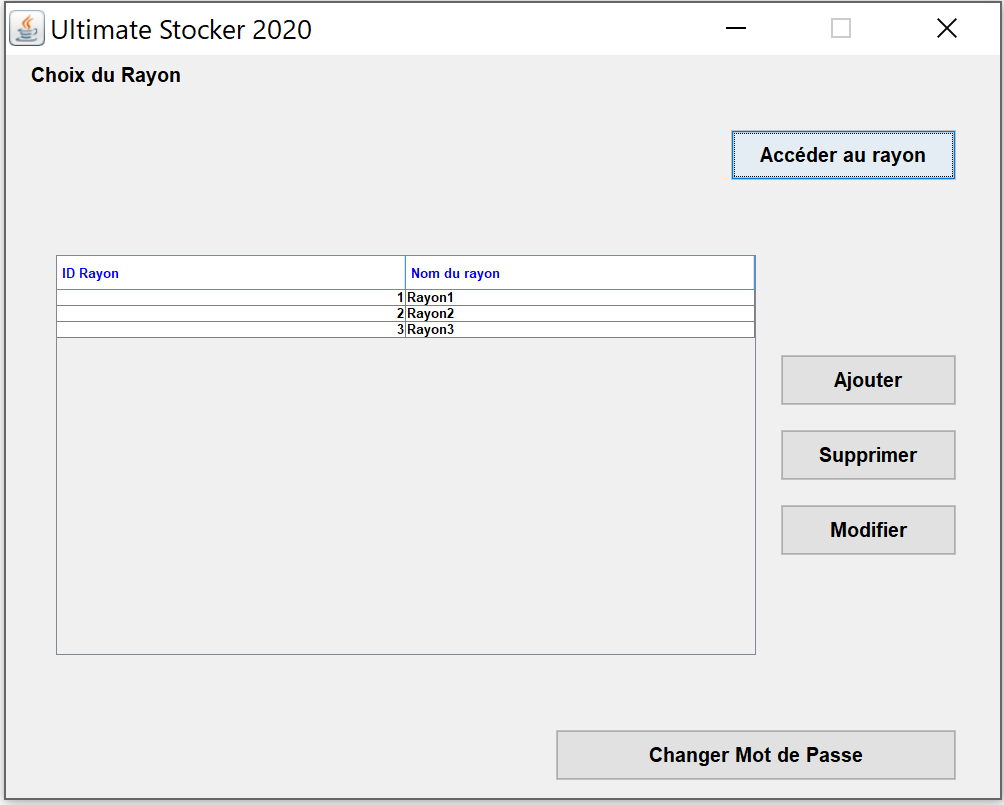 Ultimate Stocker 2020
Choix du Rayon
Accéder au rayon
ID Rayon Nom du rayon
1 Rayon1
2 Rayon2
3 Rayon3
Ajouter
Supprimer
Modifier
Changer Mot de Passe